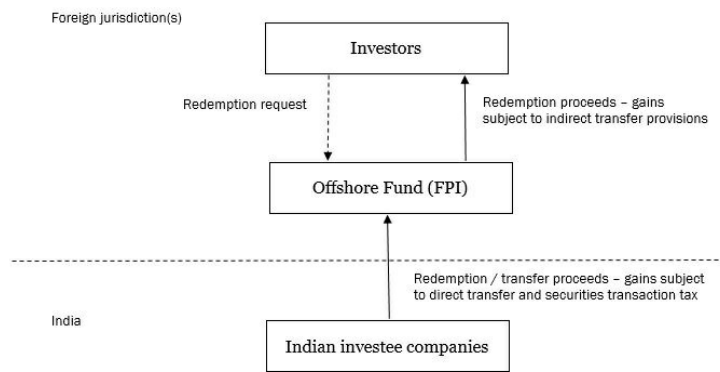 Foreign jurisdiction(s)
Investors
Redemption request
Redemption proceeds – gains
subject to indirect transfer provisions
Offshore Fund (FPI)
Redemption / transfer proceeds – gains subject
to direct transfer and securities transaction tax
India
Indian investee companies